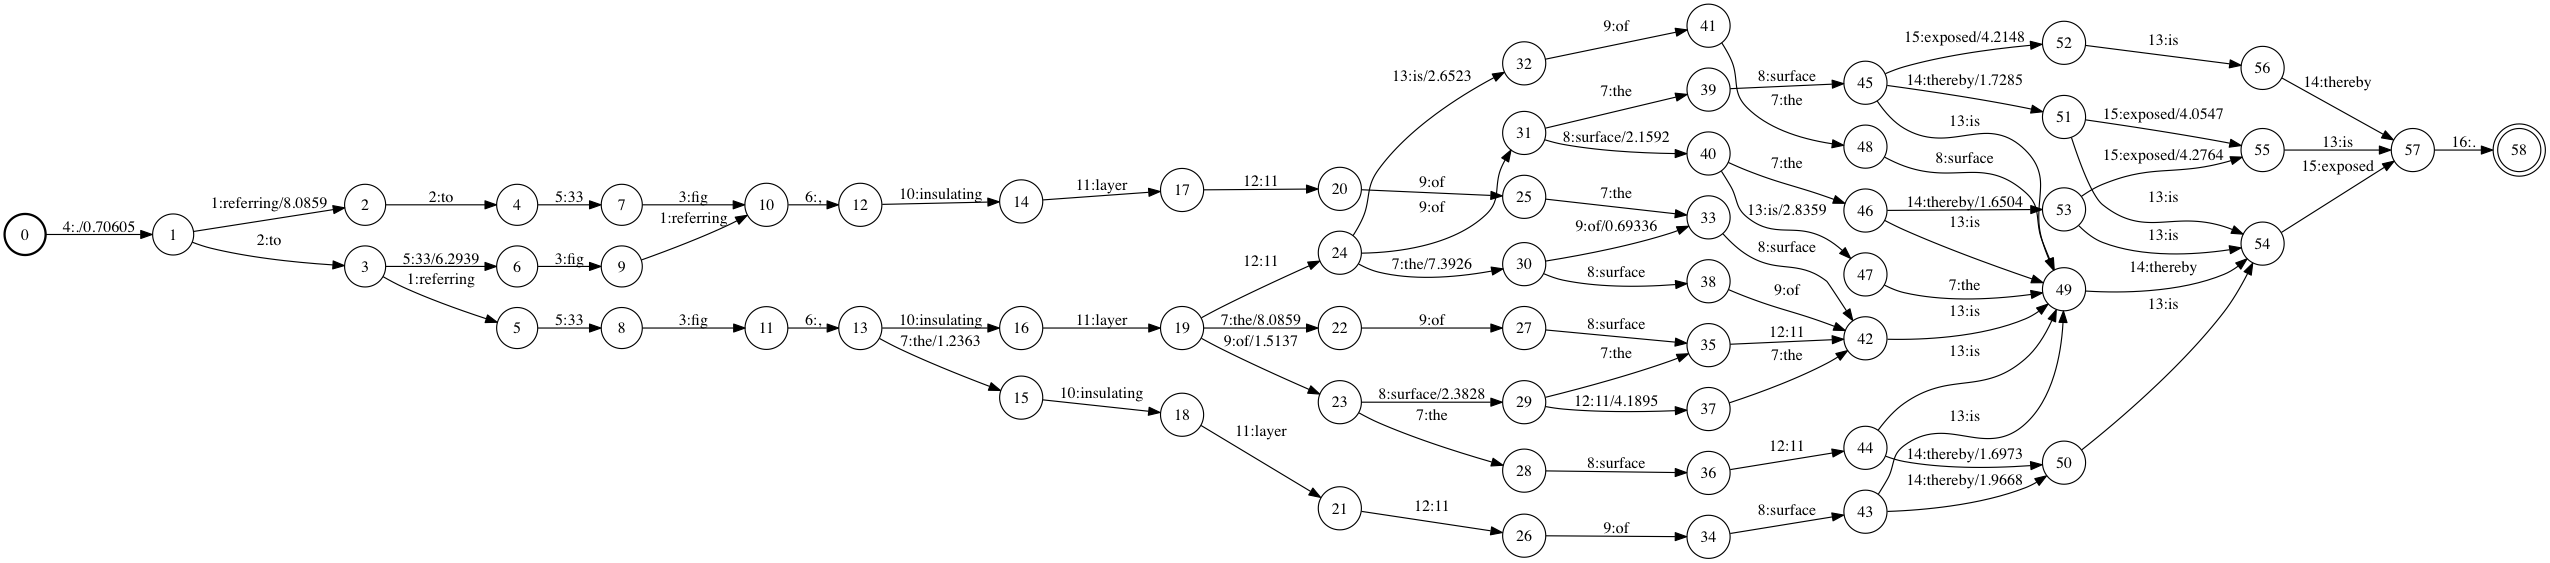 0
4:./0.70605
1
1:referring/8.0859
2
2:to
4
5:33
7
3:fig
10
6:,
12
10:insulating
14
11:layer
17
12:11
20
9:of
25
7:the
33
8:surface
2:to
3
5:33/6.2939
6
3:fig
9
1:referring
1:referring
5
5:33
8
3:fig
11
6:,
13
10:insulating
16
11:layer
19
7:the/1.2363
15
10:insulating
18
11:layer
21
12:11
26
9:of
34
8:surface
43
12:11
24
13:is/2.6523
32
9:of
41
7:the
48
8:surface
9:of
31
7:the
39
8:surface
45
8:surface/2.1592
40
7:the
46
13:is/2.8359
47
7:the
7:the/7.3926
30
9:of/0.69336
8:surface
38
9:of
42
7:the/8.0859
22
9:of
27
8:surface
35
12:11
9:of/1.5137
23
8:surface/2.3828
29
7:the
12:11/4.1895
37
7:the
7:the
28
8:surface
36
12:11
44
15:exposed/4.2148
52
13:is
56
14:thereby
14:thereby/1.7285
51
15:exposed/4.0547
55
13:is
57
16:.
58
13:is
14:thereby/1.6504
53
15:exposed/4.2764
13:is
13:is
13:is
49
14:thereby
54
15:exposed
13:is
13:is
14:thereby/1.6973
50
13:is
13:is
14:thereby/1.9668